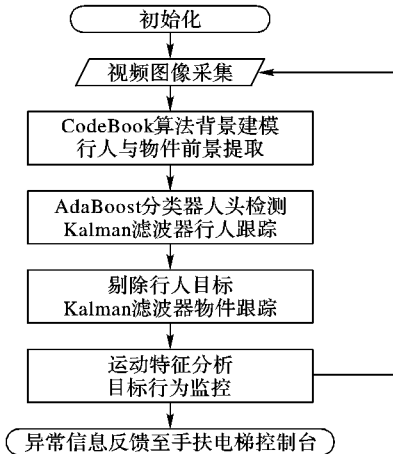 初始化
视频图像采集
CodeBook算法背景建模
行人与物件前景提取
AdaBoost分类器人头检测
Kalman滤波器行人跟踪
剔除行人目标
Kalman滤波器物件跟踪
运动特征分析
目标行为监控
异常信息反馈至手扶电梯控制台